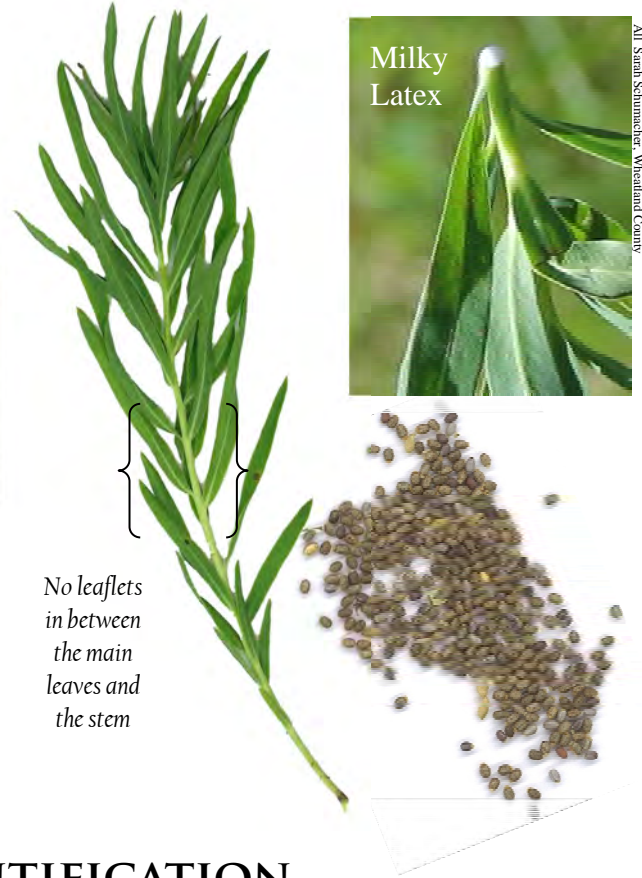 Milky
Latex
All Sarah Schumacher, Wheatland County
No leaflets
in between
the main
leaves and
the stem